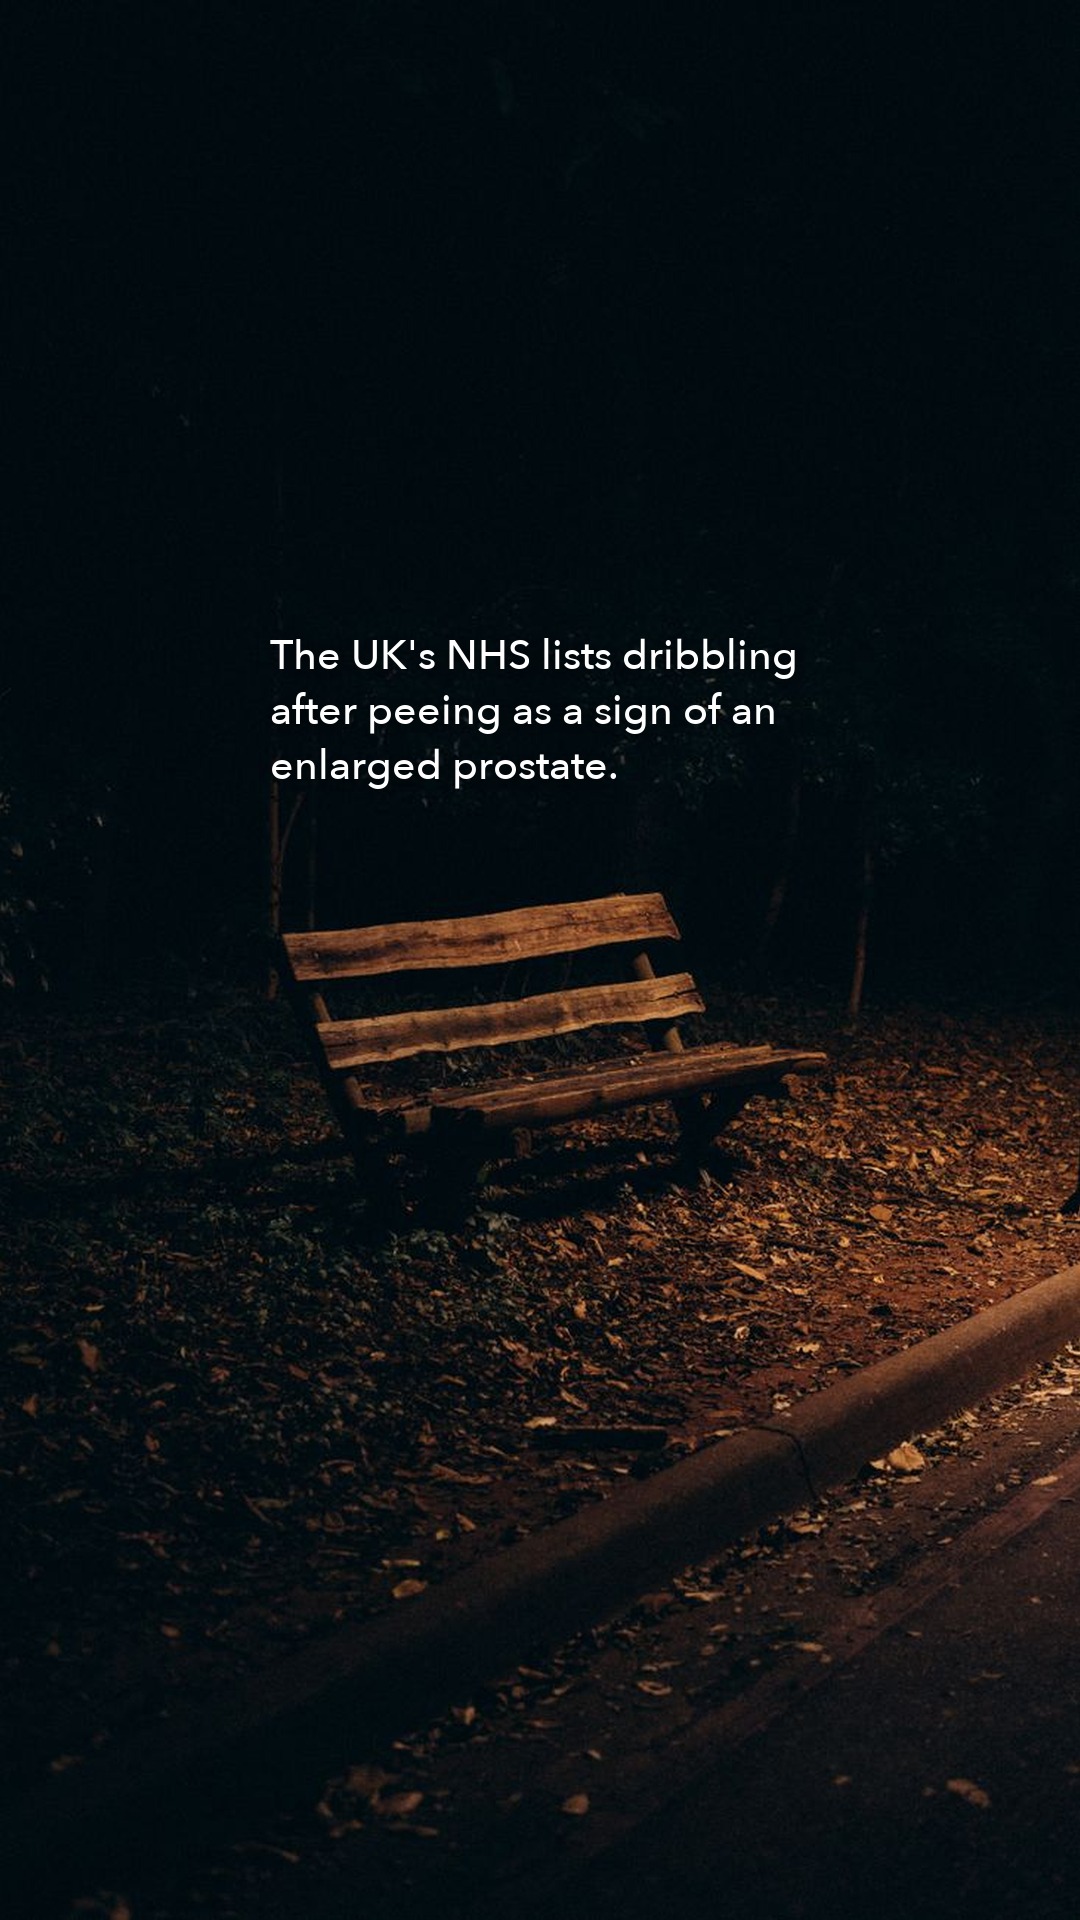 The UK's NHS lists dribbling
after peeing as a sign of an
enlarged prostate.